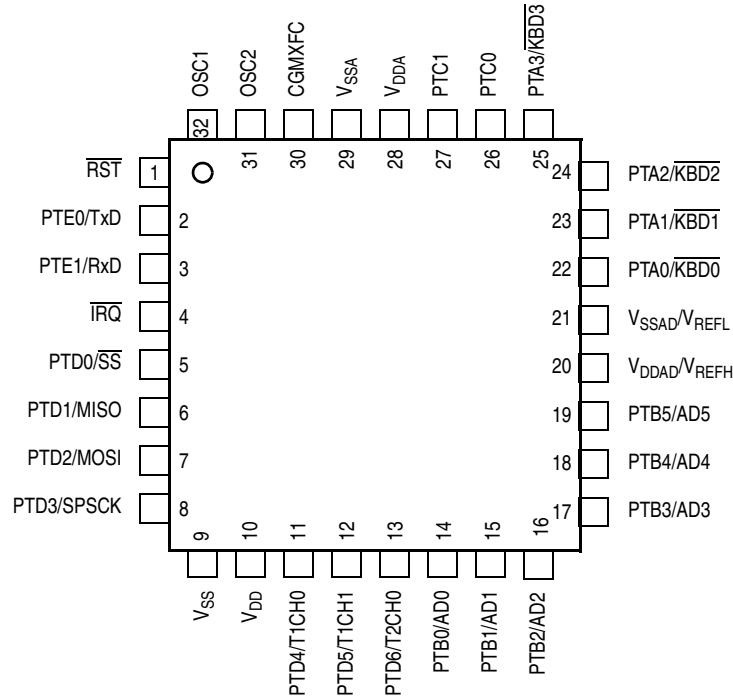 OSC1
OSC2
CGMXFC
VSSA
VDDA
PTC1
PTC0
PTA3/KBD3
32
31
30
29
28
27
26
25
RST 1
PTE0/TxD 2
PTE1/RxD 3
IRQ 4
PTD0/SS 5
PTD1/MISO 6
PTD2/MOSI 7
PTD3/SPSCK 8
24 PTA2/KBD2
23 PTA1/KBD1
22 PTA0/KBD0
21 VSSAD/VREFL
20 VDDAD/VREFH
19 PTB5/AD5
18 PTB4/AD4
17 PTB3/AD3
9
10
11
12
13
14
15
16
VSS
VDD
PTD4/T1CH0
PTD5/T1CH1
PTD6/T2CH0
PTB0/AD0
PTB1/AD1
PTB2/AD2